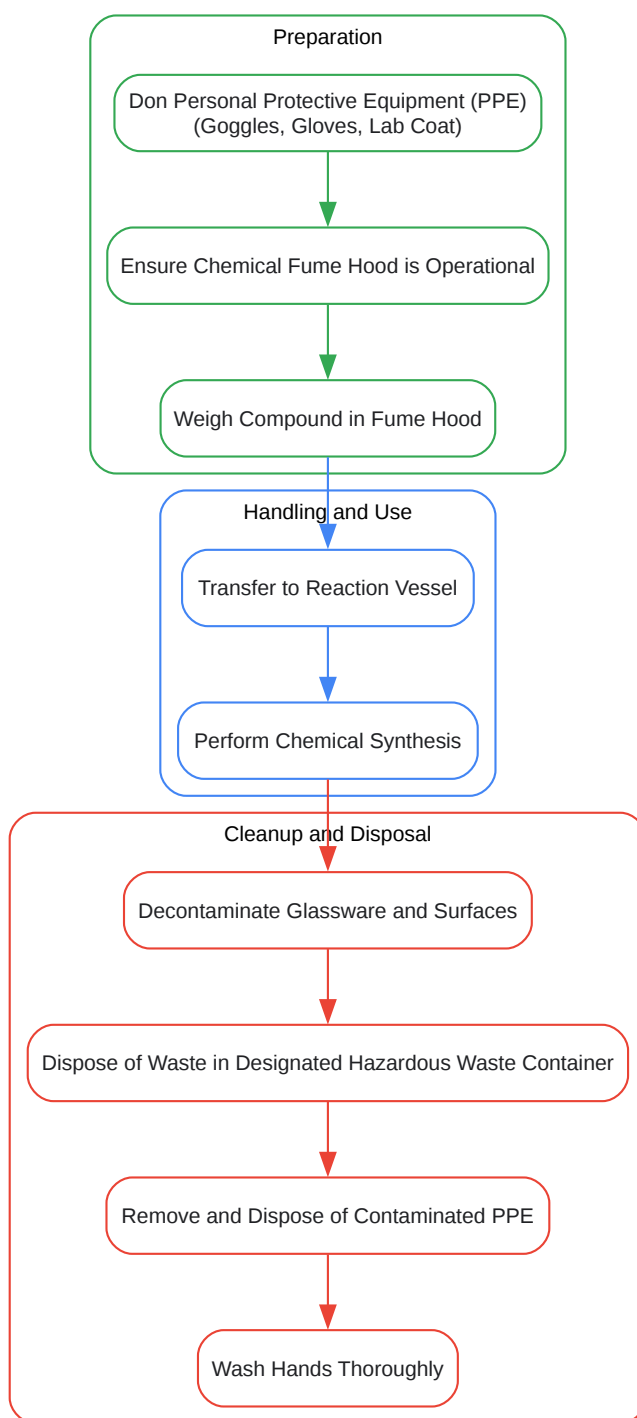 Preparation
Don Personal Protective Equipment (PPE)
(Goggles, Gloves, Lab Coat)
Ensure Chemical Fume Hood is Operational
Weigh Compound in Fume Hood
Handling and Use
Transfer to Reaction Vessel
Perform Chemical Synthesis
Cleanup and Disposal
Decontaminate Glassware and Surfaces
Dispose of Waste in Designated Hazardous Waste Container
Remove and Dispose of Contaminated PPE
Wash Hands Thoroughly